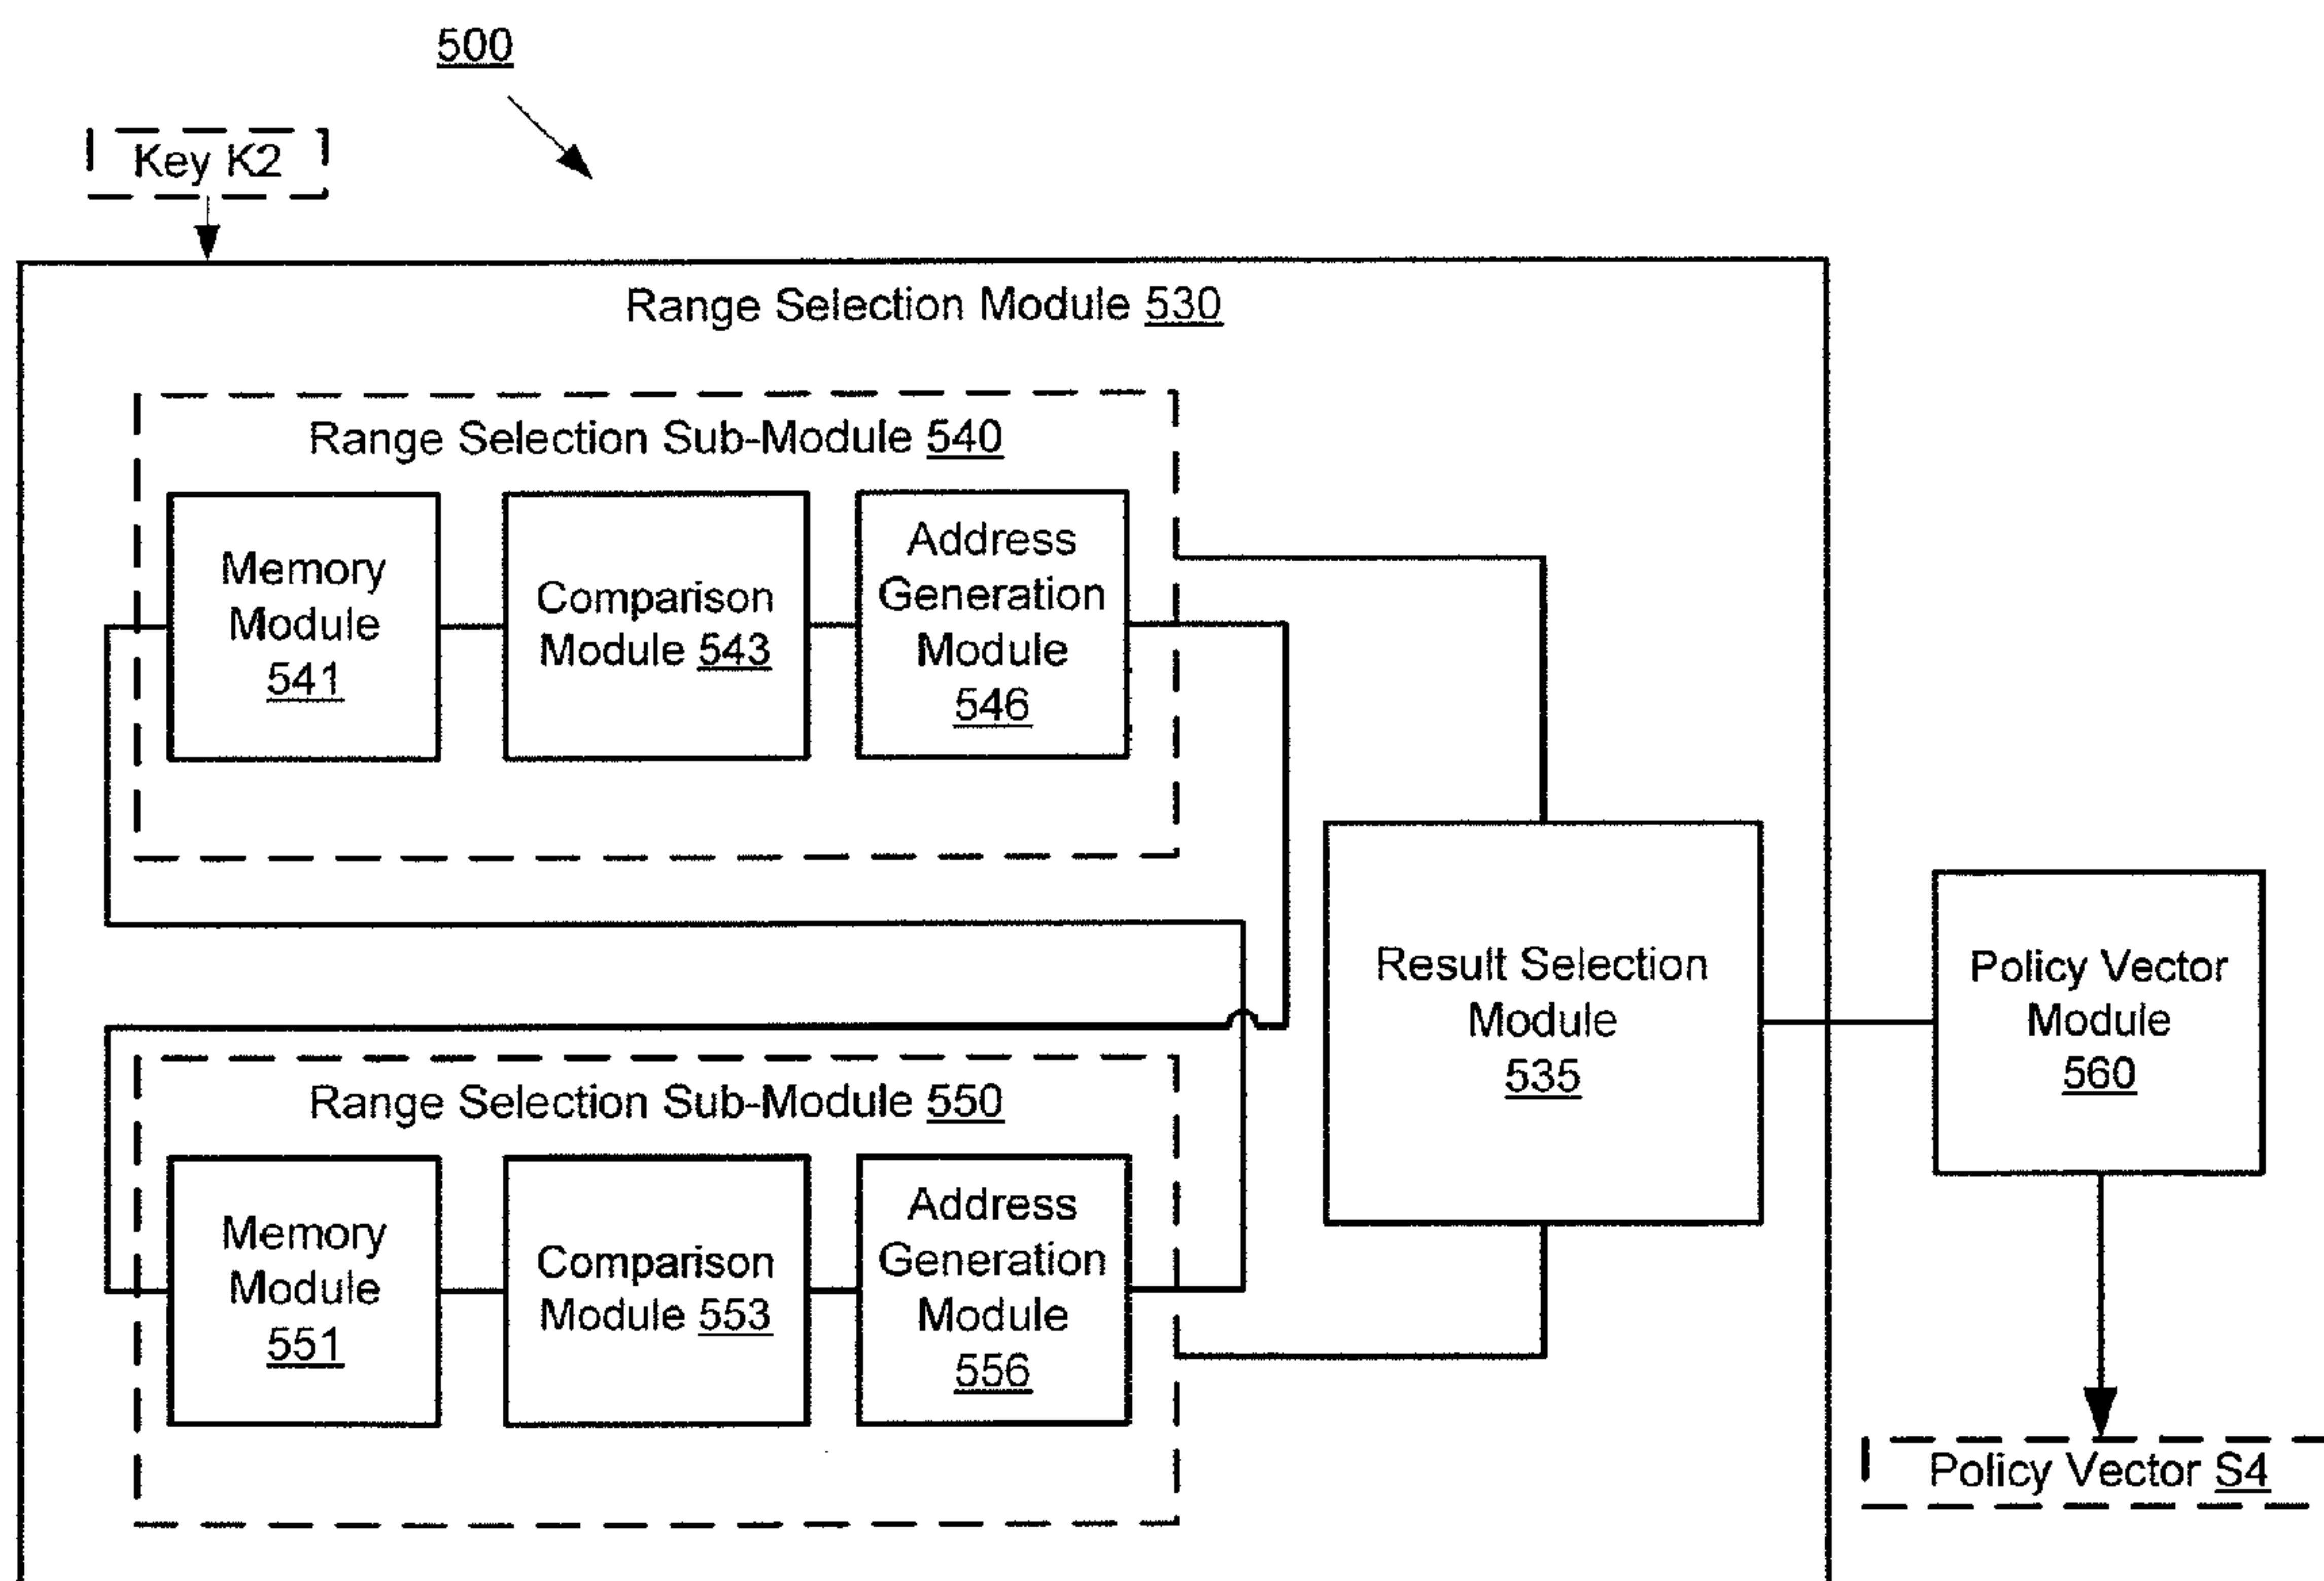 500
Key K2
Range Selection Module 530
Range Selection Sub-Module 540
Memory
Module
541
Comparison
Module 543
Address
Generation
Module
546
Result Selection
Module
535
Policy Vector
Module
560
Range Selection Sub-Module 550
Memory
Module
551
Comparison
Module 553
Address
Generation
Module
556
Policy Vector S4